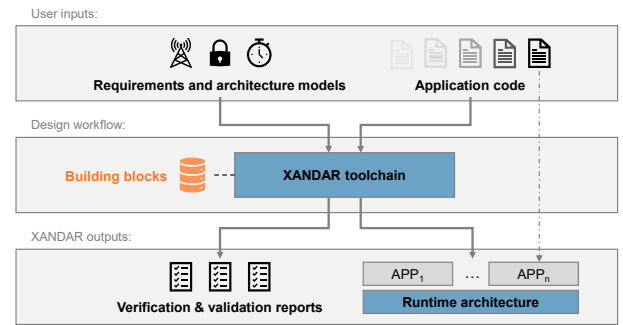 User inputs:
Requirements and architecture models
Application code
Design workflow:
Building blocks
XANDAR toolchain
XANDAR outputs:
APP1 ... APPn
Verification & validation reports
Runtime architecture